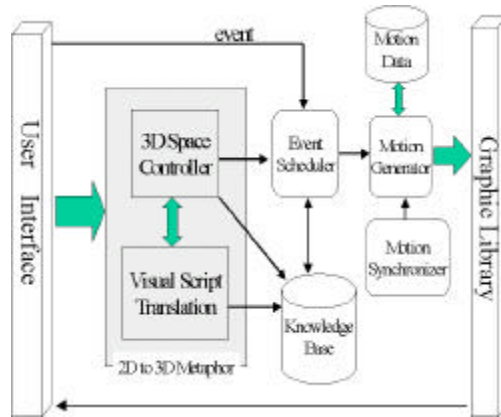 event
Motion
Data
User Interface
3D Space
Controller
Event
Scheduler
Motion
Generator
Graphic Library
Visual Script
Translation
Motion
Synchronizer
Knowledge
Base
2D to 3D Metaphor